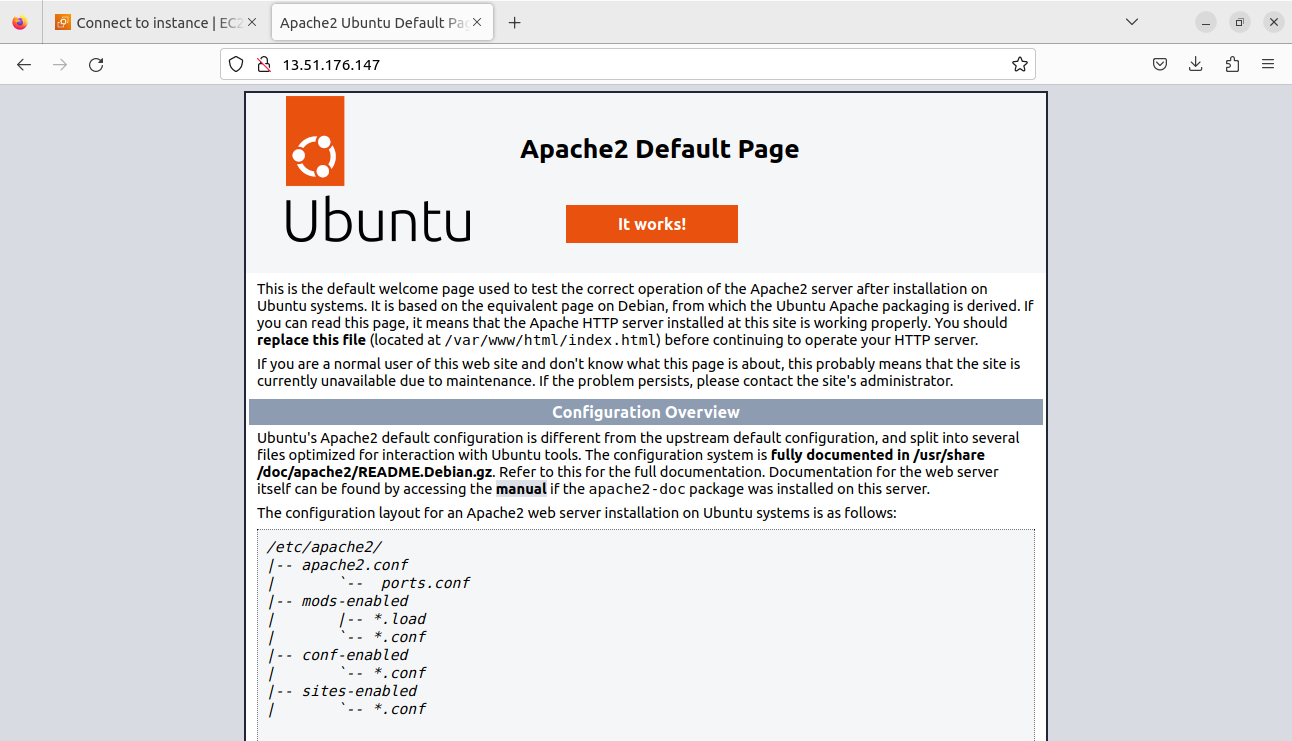 Connect to instance | EC2
Apache2 Ubuntu Default Pag
13.51.176.147
Apache2 Default Page
Ubuntu
It works!
This is the default welcome page used to test the correct operation of the Apache2 server after installation on
Ubuntu systems. It is based on the equivalent page on Debian, from which the Ubuntu Apache packaging is derived. If
you can read this page, it means that the Apache HTTP server installed at this site is working properly. You should
replace this file (located at /var/www/html/index.html) before continuing to operate your HTTP server.
If you are a normal user of this web site and don't know what this page is about, this probably means that the site is
currently unavailable due to maintenance. If the problem persists, please contact the site's administrator.
Configuration Overview
Ubuntu's Apache2 default configuration is different from the upstream default configuration, and split into several
files optimized for interaction with Ubuntu tools. The configuration system is fully documented in /usr/share
/doc/apache2/README.Debian.gz. Refer to this for the full documentation. Documentation for the web server
itself can be found by accessing the manual if the apache2-doc package was installed on this server.
The configuration layout for an Apache2 web server installation on Ubuntu systems is as follows:
/etc/apache2/
|-- apache2.conf
|       `--  ports.conf
|-- mods-enabled
|       |-- *.load
|       `-- *.conf
|-- conf-enabled
|       `-- *.conf
|-- sites-enabled
|       `-- *.conf